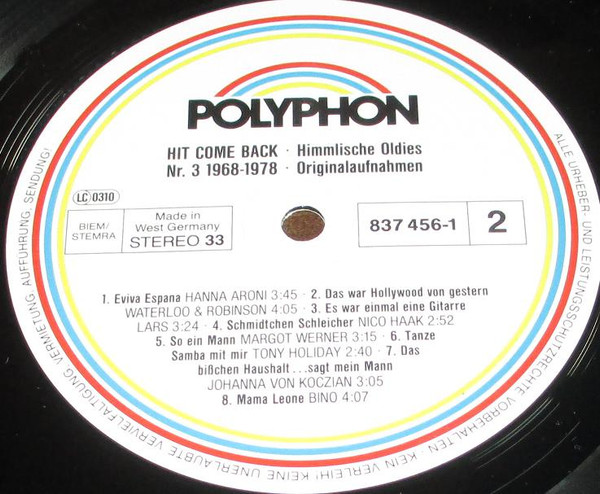 POLYPHON
HIT COME BACK · Himmlische Oldies
Nr. 3 1968-1978 · Originalaufnahmen
LC 0310
BIEM/
STEMRA
Made in
West Germany
STEREO 33
837 456-1
2
1. Eviva Espana HANNA ARONI 3:45 · 2. Das war Hollywood von gestern
WATERLOO & ROBINSON 4:05 · 3. Es war einmal eine Gitarre
LARS 3:24 · 4. Schmidtchen Schleicher NICO HAAK 2:52
5. So ein Mann MARGOT WERNER 3:15 · 6. Tanze
Samba mit mir TONY HOLIDAY 2:40 · 7. Das
bißchen Haushalt ...sagt mein Mann
JOHANNA VON KOCZIAN 3:05
8. Mama Leone BINO 4:07
ALLE URHEBER- UND LEISTUNGSSCHUTZRECHTE VORBEHALTEN · KEIN VERLEIH! KEINE UNERLAUBTE VERVIELFÄLTIGUNG, VERMIETUNG, AUFFÜHRUNG, SENDUNG!